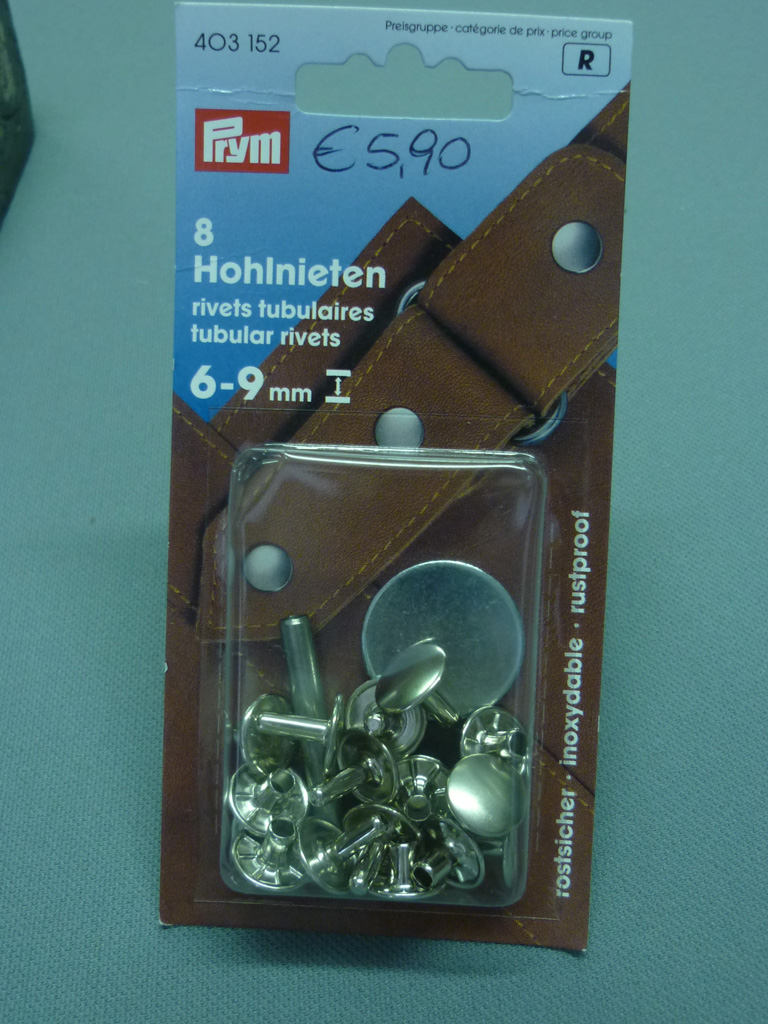 403 152
Preisgruppe · catégorie de prix · price group
R
Prym
€5,90
8
Hohlnieten
rivets tubulaires
tubular rivets
6-9 mm
rostsicher · inoxydable · rustproof